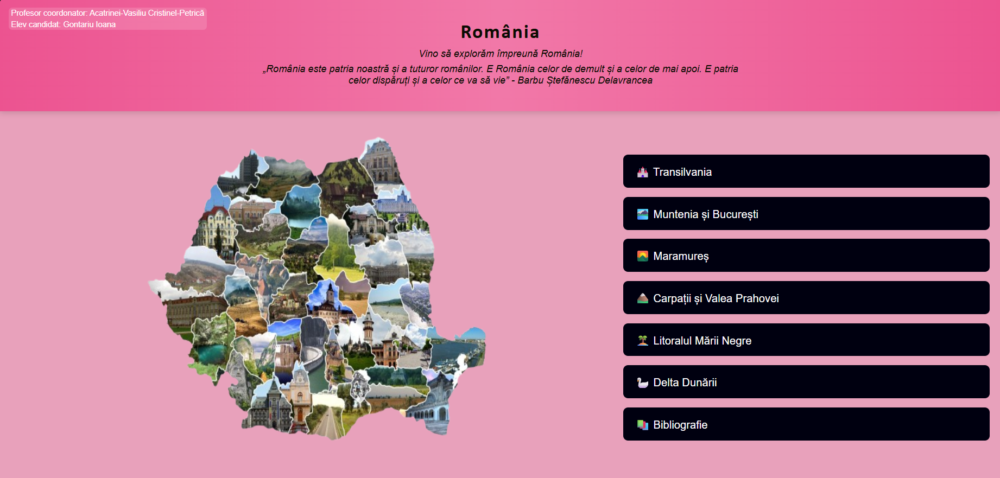 Profesor coordonator: Acatrinei-Vasiliu Cristinel-Petrică
Elev candidat: Gontariu Ioana
România
Vino să explorăm împreună România!
„România este patria noastră și a tuturor românilor. E România celor de demult și a celor de mai apoi. E patria
celor dispăruți și a celor ce va să vie” - Barbu Ștefănescu Delavrancea
Transilvania
Muntenia și București
Maramureș
Carpații și Valea Prahovei
Litoralul Mării Negre
Delta Dunării
Bibliografie